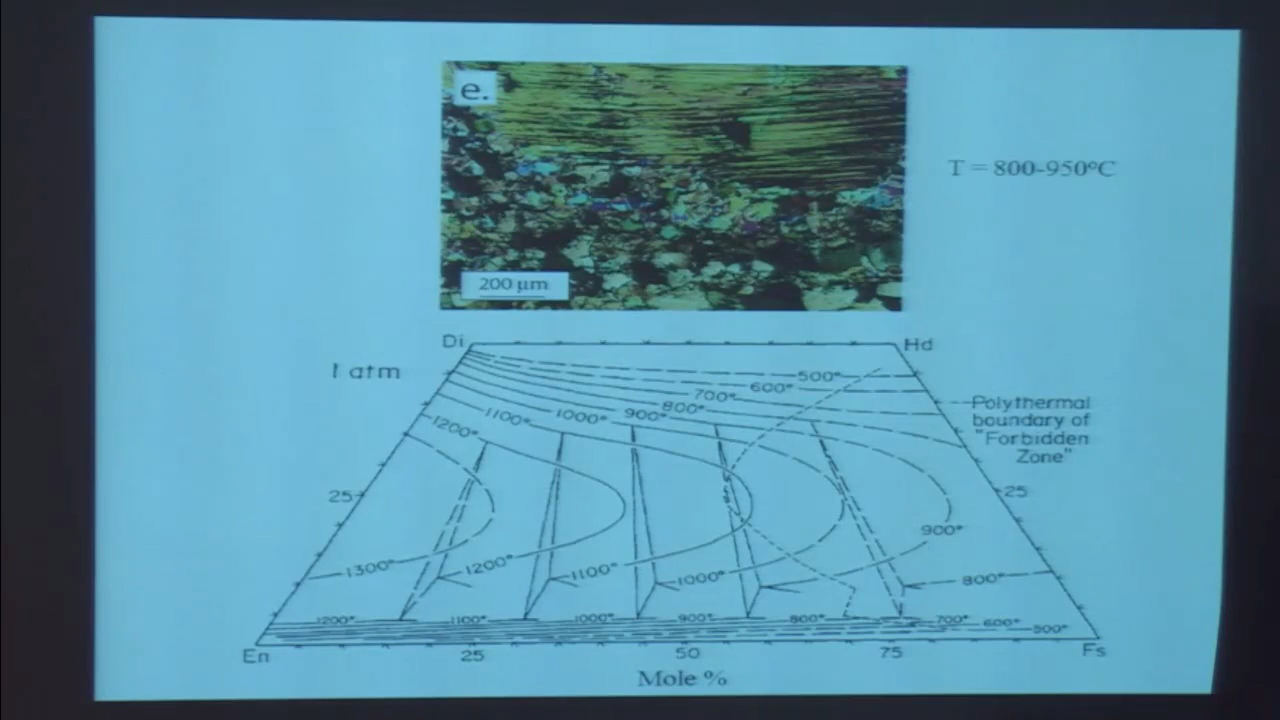 e.
T = 800-950°C
200 μm
Di
Hd
1 atm
500°
600°
700°
800°
900°
1000°
1100°
1200°
Polythermal
boundary of
"Forbidden
Zone"
25
25
900°
1300°
1200°
1100°
1000°
800°
1200°
1100°
1000°
900°
800°
700°
600°
500°
En
25
50
75
Fs
Mole %